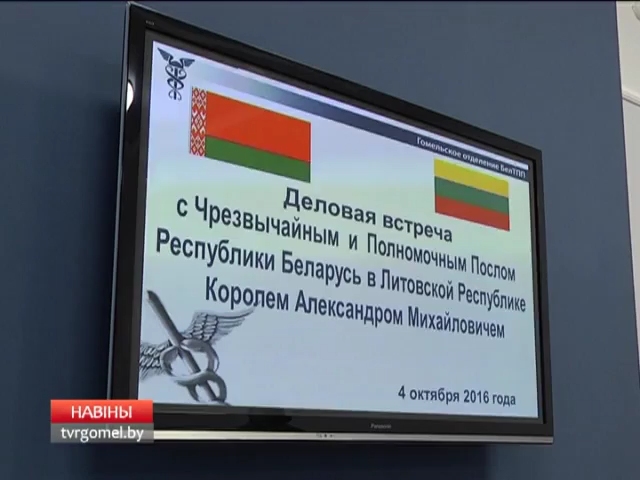 Гомельское отделение БелТПП
Деловая встреча
с Чрезвычайным и Полномочным Послом
Республики Беларусь в Литовской Республике
Королем Александром Михайловичем
4 октября 2016 года
Panasonic
НАВІНЫ
tvrgomel.by